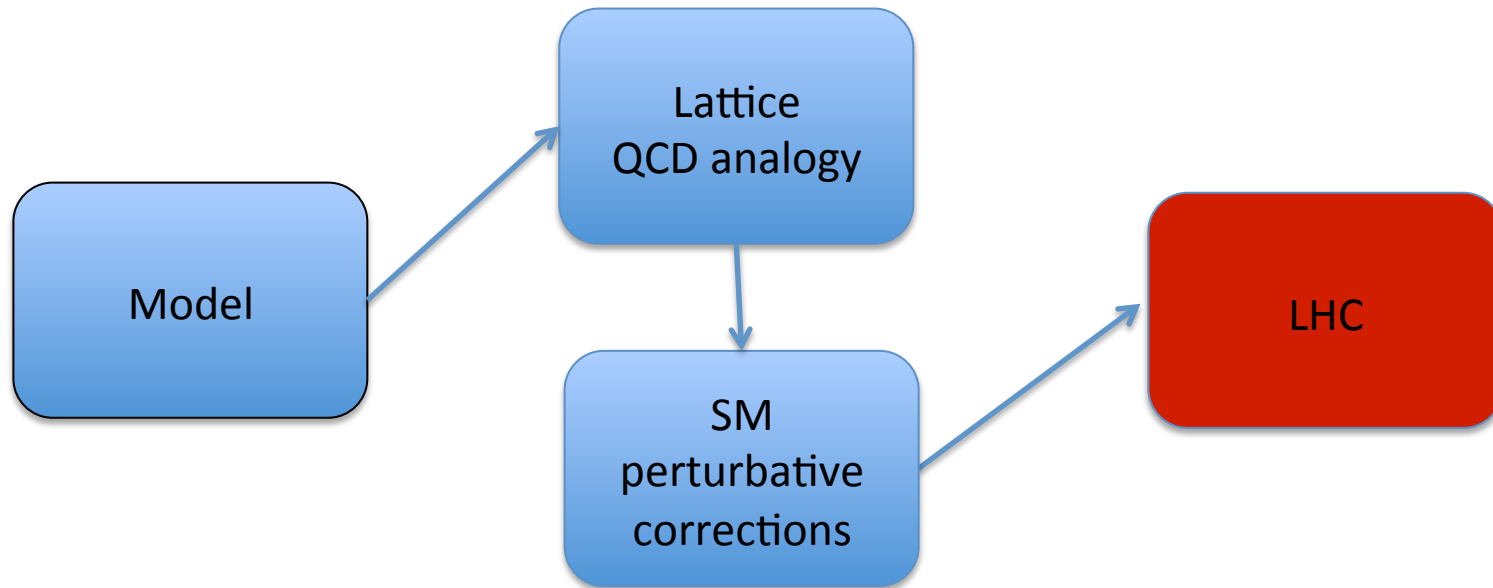 Model
Lattice
QCD analogy
SM
perturbative
corrections
LHC